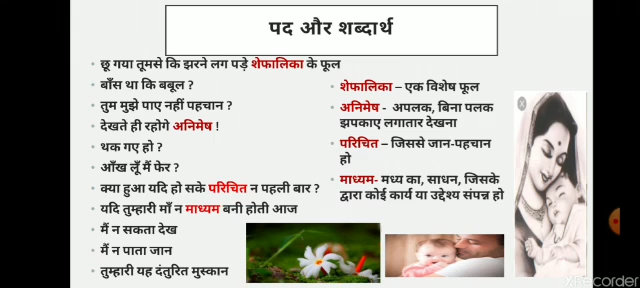 पद और शब्दार्थ
छू गया तूमसे कि झरने लग पड़े शेफालिका के फूल
बाँस था कि बबूल ?
तुम मुझे पाए नहीं पहचान ?
देखते ही रहोगे अनिमेष !
थक गए हो ?
आँख लूँ मैं फेर ?
क्या हुआ यदि हो सके परिचित न पहली बार ?
यदि तुम्हारी माँ न माध्यम बनी होती आज
मैं न सकता देख
मैं न पाता जान
तुम्हारी यह दंतुरित मुस्कान
शेफालिका – एक विशेष फूल
अनिमेष - अपलक, बिना पलक
झपकाए लगातार देखना
परिचित – जिससे जान-पहचान
हो
माध्यम- मध्य का, साधन, जिसके
द्वारा कोई कार्य या उद्देश्य संपन्न हो
XRecorder